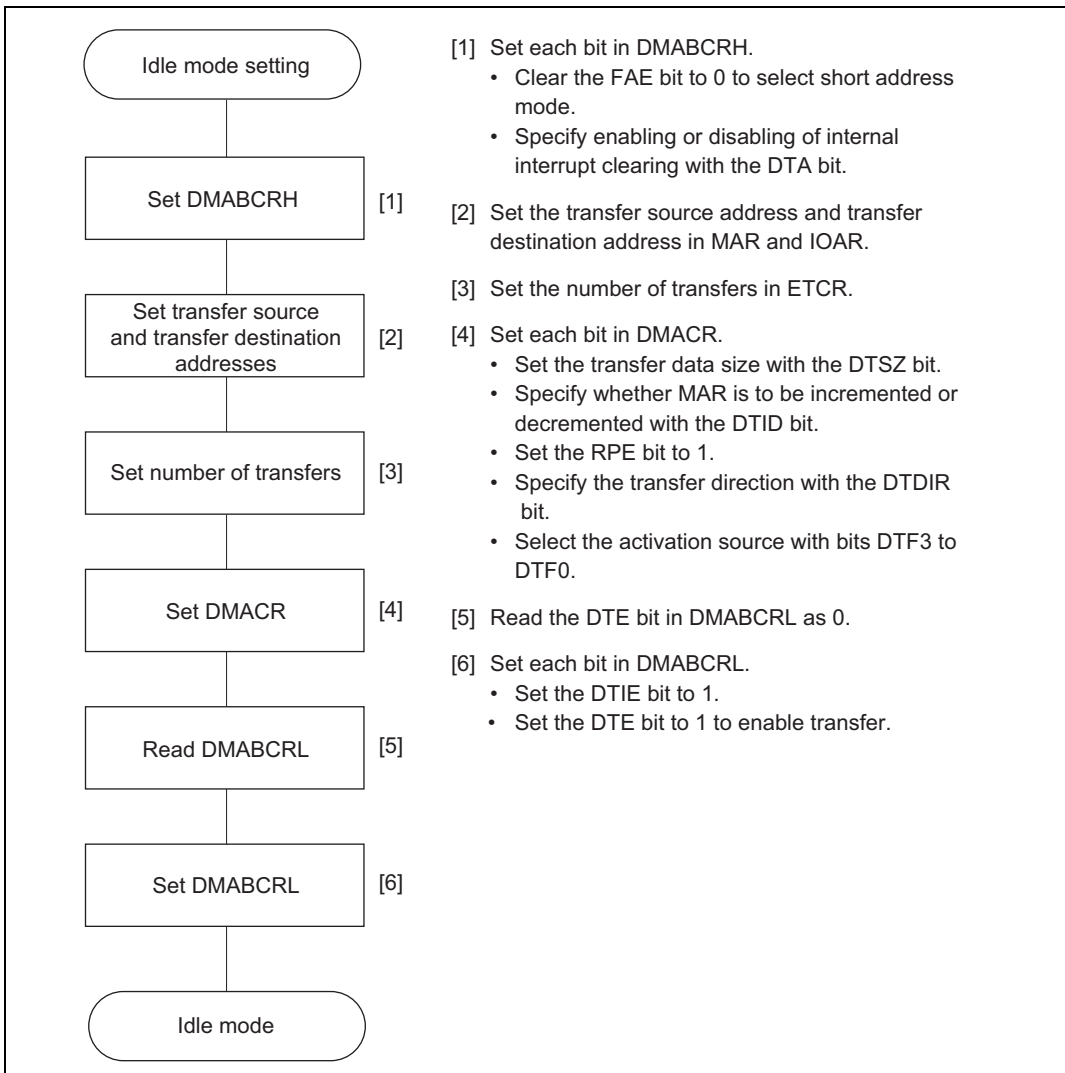 Idle mode setting
Set DMABCRH
[1]
Set transfer source
and transfer destination
addresses
[2]
Set number of transfers
[3]
Set DMACR
[4]
Read DMABCRL
[5]
Set DMABCRL
[6]
Idle mode
[1] Set each bit in DMABCRH.
• Clear the FAE bit to 0 to select short address
mode.
• Specify enabling or disabling of internal
interrupt clearing with the DTA bit.
[2] Set the transfer source address and transfer
destination address in MAR and IOAR.
[3] Set the number of transfers in ETCR.
[4] Set each bit in DMACR.
• Set the transfer data size with the DTSZ bit.
• Specify whether MAR is to be incremented or
decremented with the DTID bit.
• Set the RPE bit to 1.
• Specify the transfer direction with the DTDIR
bit.
• Select the activation source with bits DTF3 to
DTF0.
[5] Read the DTE bit in DMABCRL as 0.
[6] Set each bit in DMABCRL.
• Set the DTIE bit to 1.
• Set the DTE bit to 1 to enable transfer.